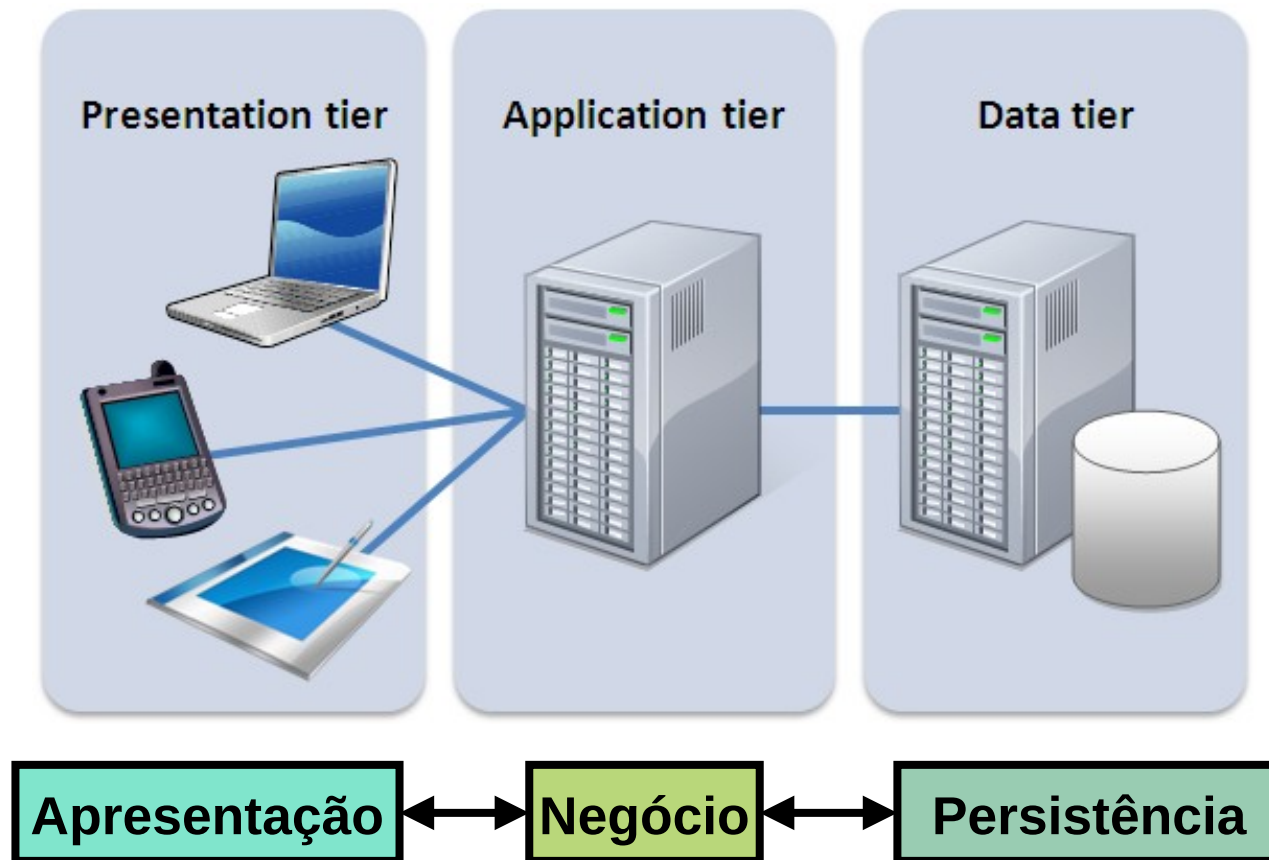 Presentation tier
Application tier
Data tier
Apresentação
Negócio
Persistência